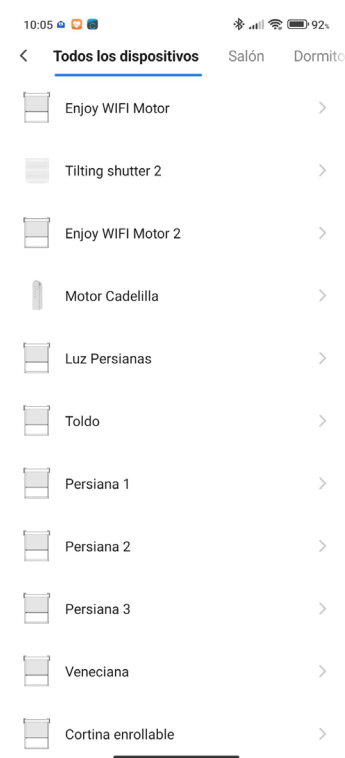 10:05
92%
Todos los dispositivos Salón Dormito
Enjoy WIFI Motor
Tilting shutter 2
Enjoy WIFI Motor 2
Motor Cadelilla
Luz Persianas
Toldo
Persiana 1
Persiana 2
Persiana 3
Veneciana
Cortina enrollable